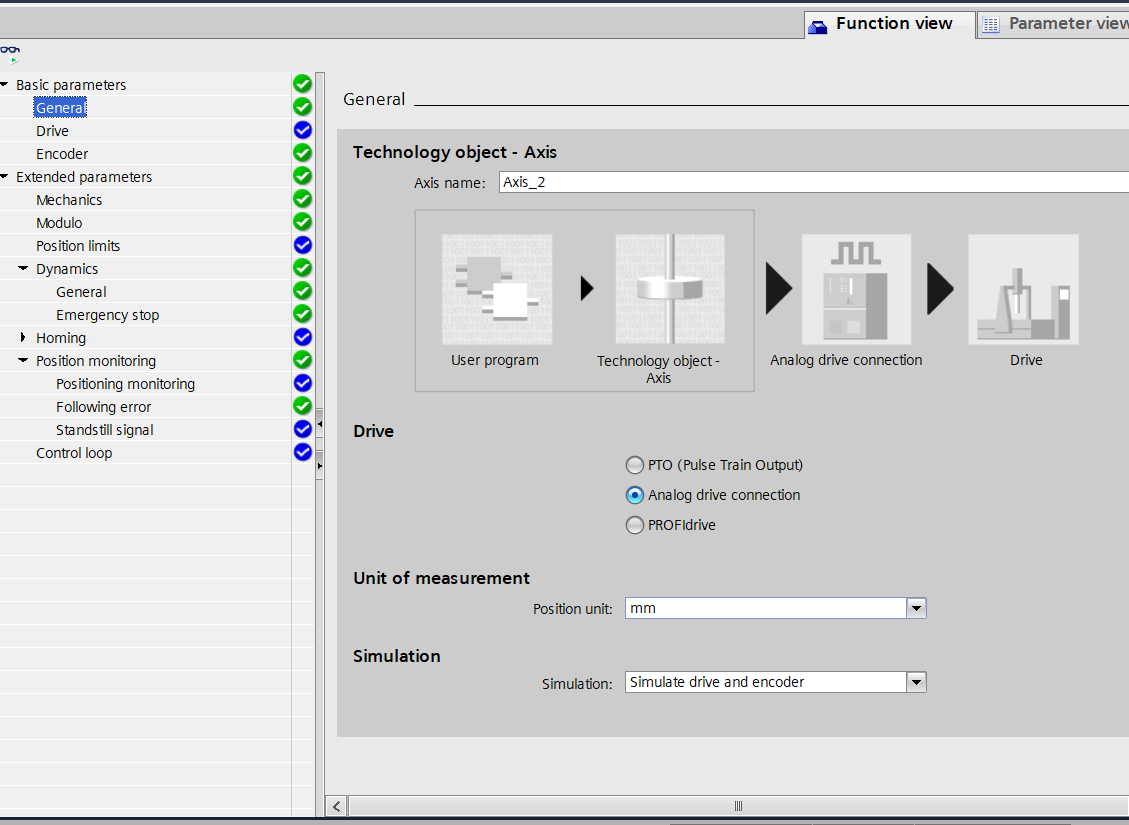 Function view
Parameter view
Basic parameters
General
Drive
Encoder
Extended parameters
Mechanics
Modulo
Position limits
Dynamics
General
Emergency stop
Homing
Position monitoring
Positioning monitoring
Following error
Standstill signal
Control loop
General
Technology object - Axis
Axis name: Axis_2
User program
Technology object -
Axis
Analog drive connection
Drive
Drive
PTO (Pulse Train Output)
Analog drive connection
PROFIdrive
Unit of measurement
Position unit: mm
Simulation
Simulation: Simulate drive and encoder